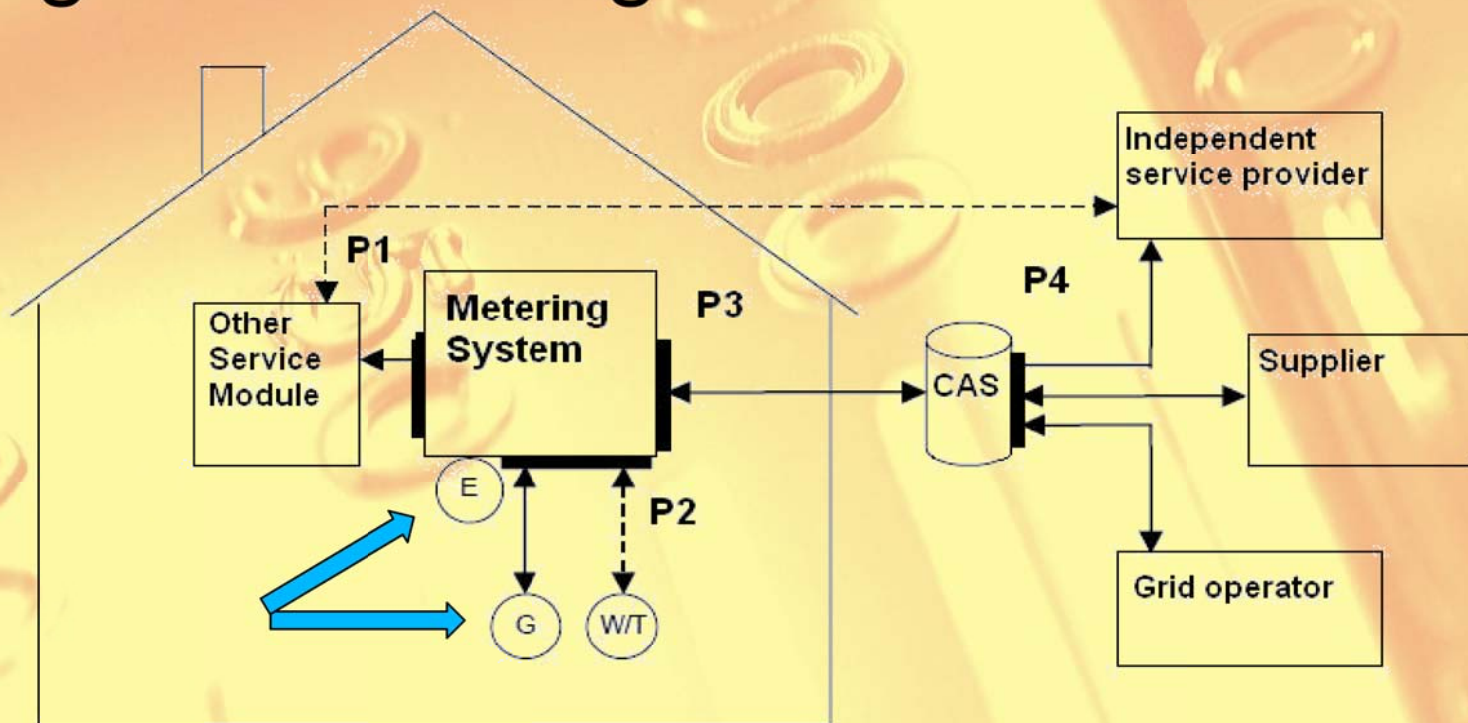 Independent
service provider
P1
P4
Metering
System
P3
Other
Service
Module
CAS
Supplier
E
P2
G
W/T
Grid operator